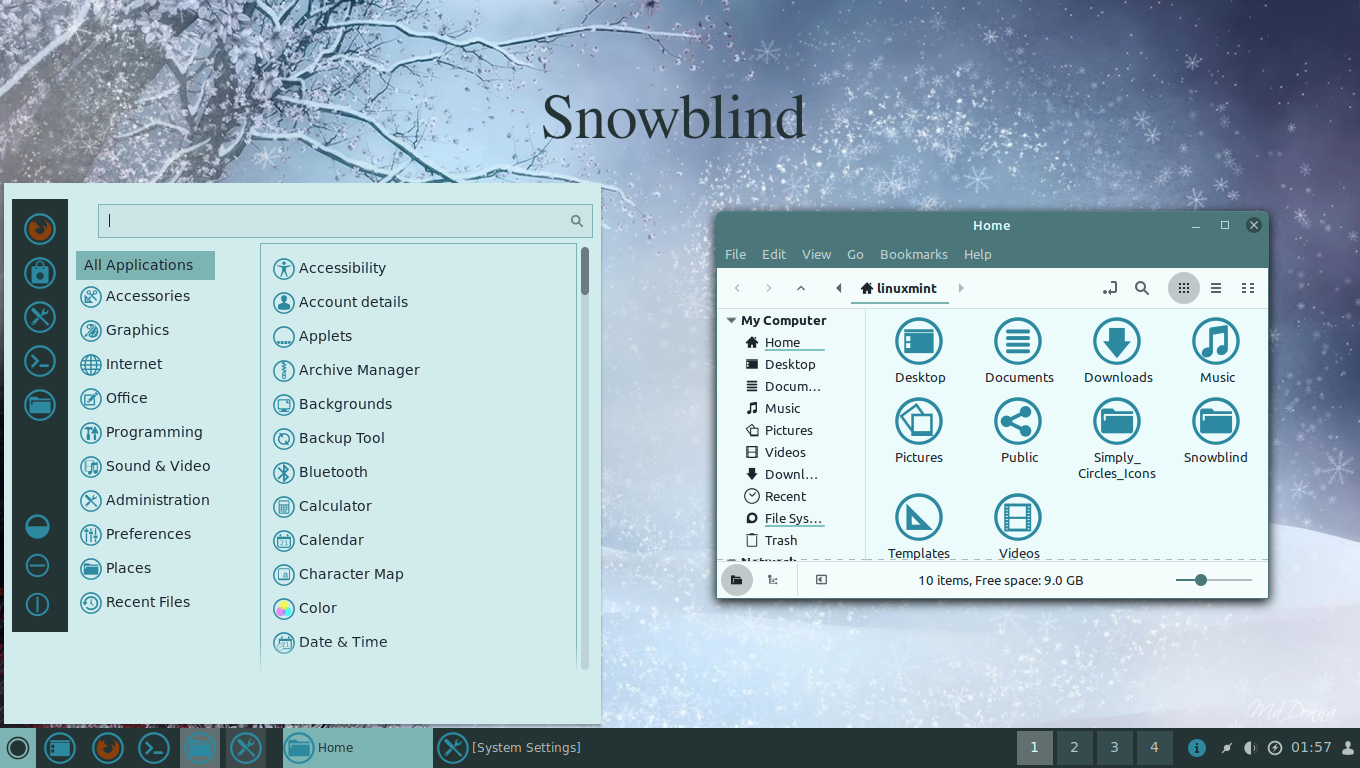 Snowblind
All Applications
Accessories
Graphics
Internet
Office
Programming
Sound & Video
Administration
Preferences
Places
Recent Files
Accessibility
Account details
Applets
Archive Manager
Backgrounds
Backup Tool
Bluetooth
Calculator
Calendar
Character Map
Color
Date & Time
Home
File Edit View Go Bookmarks Help
linuxmint
My Computer
Home
Desktop
Docum...
Music
Pictures
Videos
Downl...
Recent
File Sys...
Trash
Network
Desktop Documents Downloads Music
Pictures Public Simply_ Snowblind
Circles_Icons
Templates Videos
10 items, Free space: 9.0 GB
MaDonna
Home [System Settings] 1 2 3 4 01:57